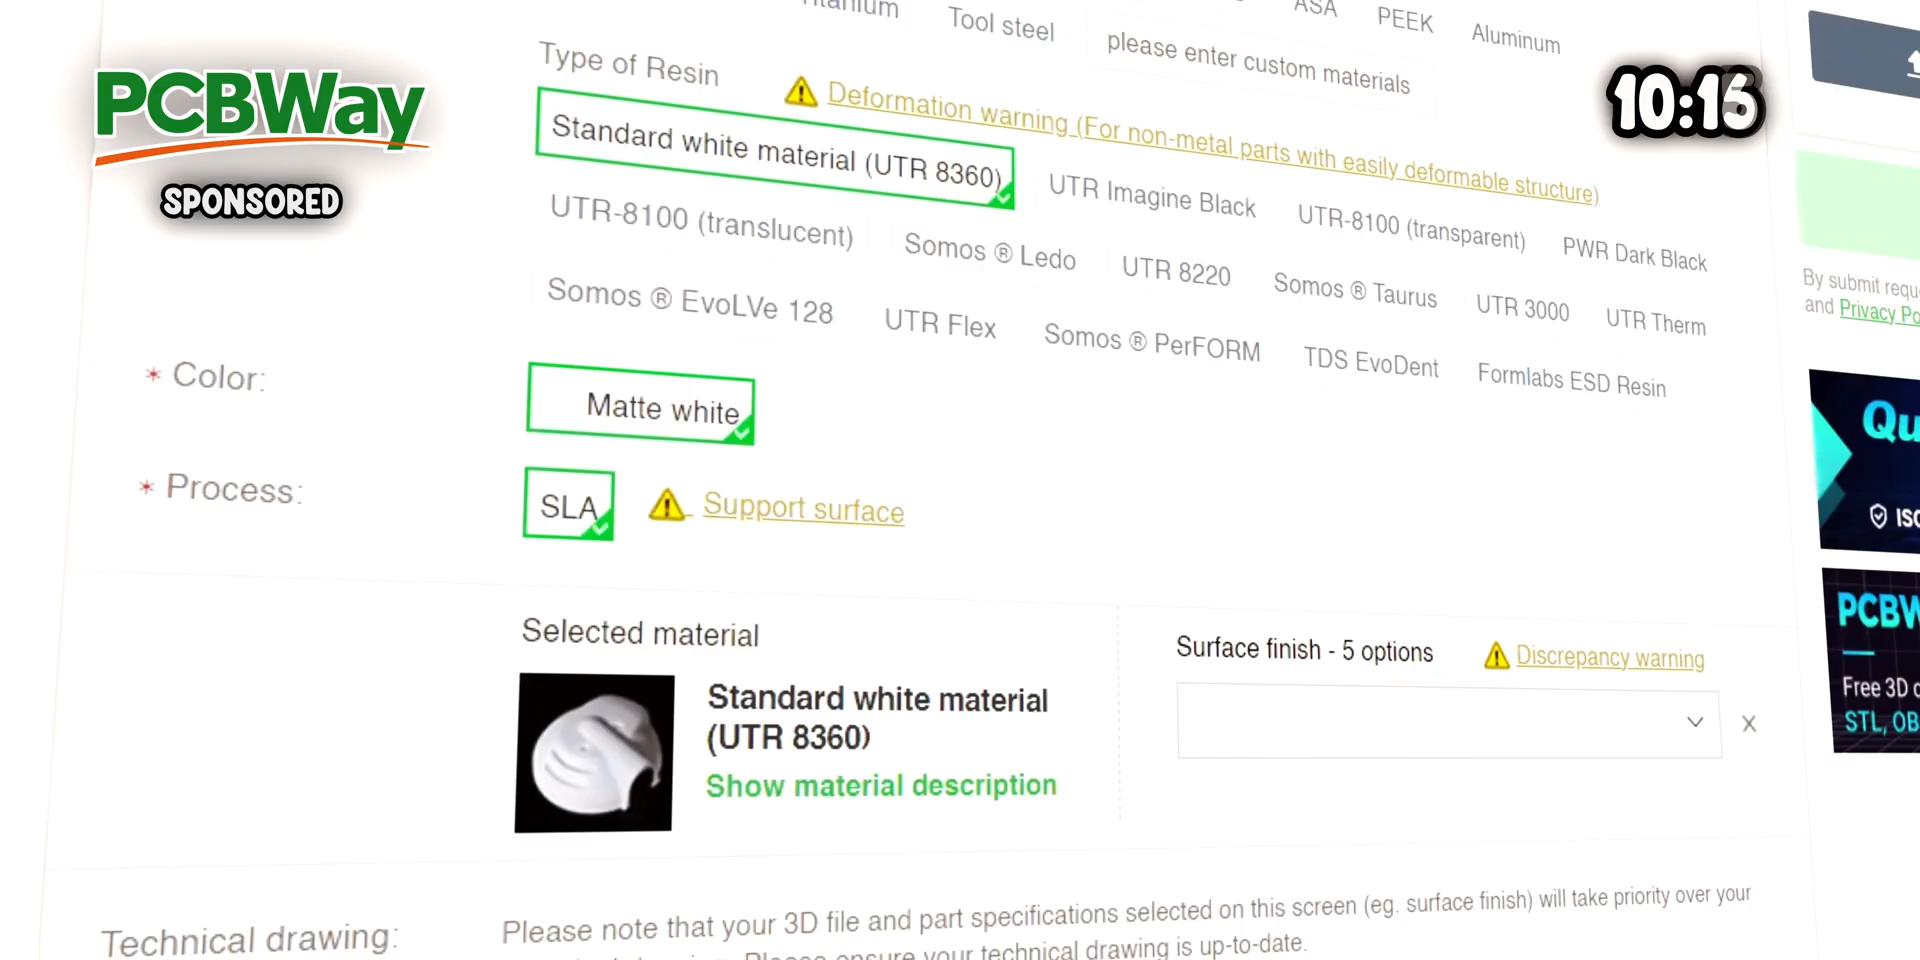 Tool steel
ASA
PEEK
Aluminum
please enter custom materials
PCBWay
SPONSORED
Type of Resin
Deformation warning (For non-metal parts with easily deformable structure)
Standard white material (UTR 8360)
UTR Imagine Black
UTR-8100 (transparent)
PWR Dark Black
UTR-8100 (translucent)
Somos ® Ledo
UTR 8220
Somos ® Taurus
UTR 3000
UTR Therm
Somos ® EvoLVe 128
UTR Flex
Somos ® PerFORM
TDS EvoDent
Formlabs ESD Resin
* Color:
Matte white
* Process:
SLA
Support surface
Selected material
Standard white material
(UTR 8360)
Show material description
Surface finish - 5 options
Discrepancy warning
X
Technical drawing:
Please note that your 3D file and part specifications selected on this screen (eg. surface finish) will take priority over your
Please ensure your technical drawing is up-to-date.
By submit
and Privacy
Free 3D
STL,